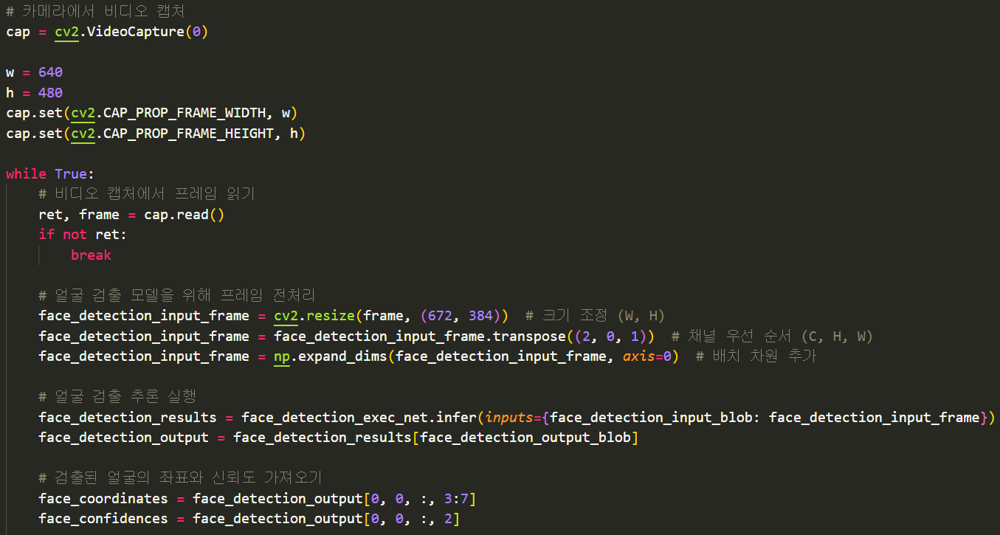 # 카메라에서 비디오 캡처
cap = cv2.VideoCapture(0)
w = 640
h = 480
cap.set(cv2.CAP_PROP_FRAME_WIDTH, w)
cap.set(cv2.CAP_PROP_FRAME_HEIGHT, h)
while True:
# 비디오 캡처에서 프레임 읽기
ret, frame = cap.read()
if not ret:
break
# 얼굴 검출 모델을 위해 프레임 전처리
face_detection_input_frame = cv2.resize(frame, (672, 384))  # 크기 조정 (W, H)
face_detection_input_frame = face_detection_input_frame.transpose((2, 0, 1))  # 채널 우선 순서 (C, H, W)
face_detection_input_frame = np.expand_dims(face_detection_input_frame, axis=0)  # 배치 차원 추가
# 얼굴 검출 추론 실행
face_detection_results = face_detection_exec_net.infer(inputs={face_detection_input_blob: face_detection_input_frame})
face_detection_output = face_detection_results[face_detection_output_blob]
# 검출된 얼굴의 좌표와 신뢰도 가져오기
face_coordinates = face_detection_output[0, 0, :, 3:7]
face_confidences = face_detection_output[0, 0, :, 2]